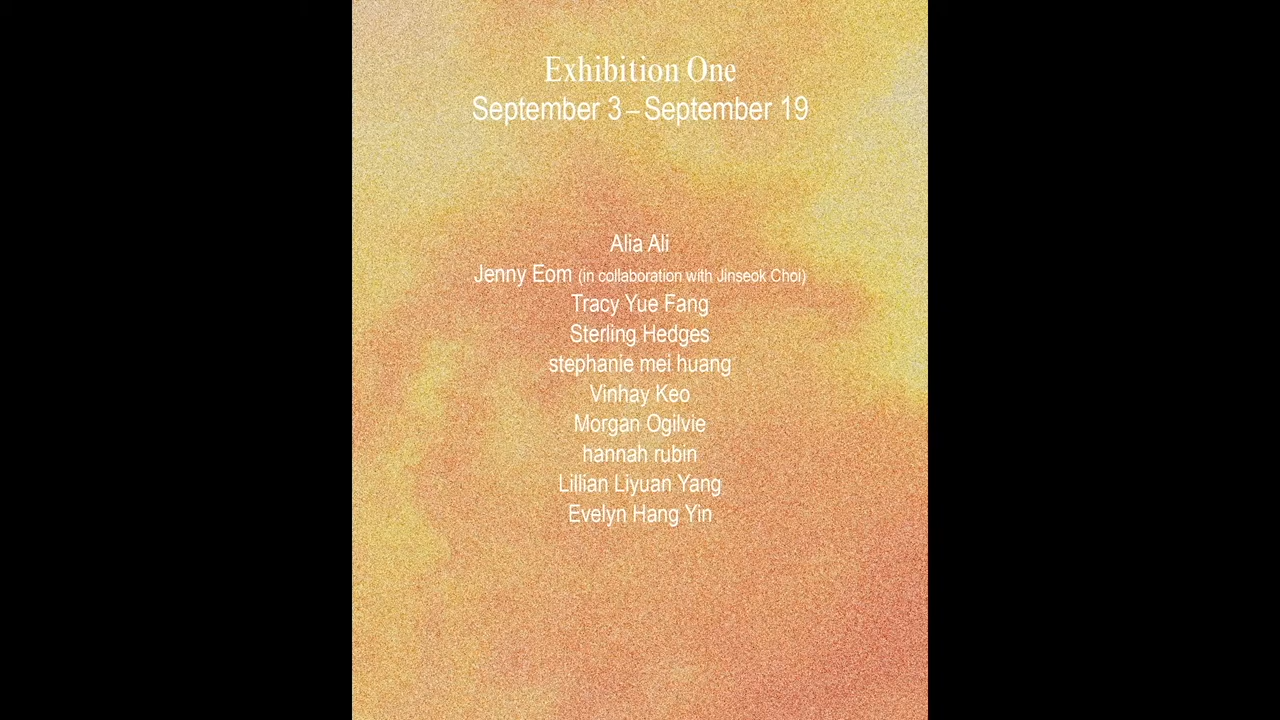 Exhibition One
September 3 – September 19
Alia Ali
Jenny Eom (in collaboration with Jinseok Choi)
Tracy Yue Fang
Sterling Hedges
stephanie mei huang
Vinhay Keo
Morgan Ogilvie
hannah rubin
Lillian Liyuan Yang
Evelyn Hang Yin